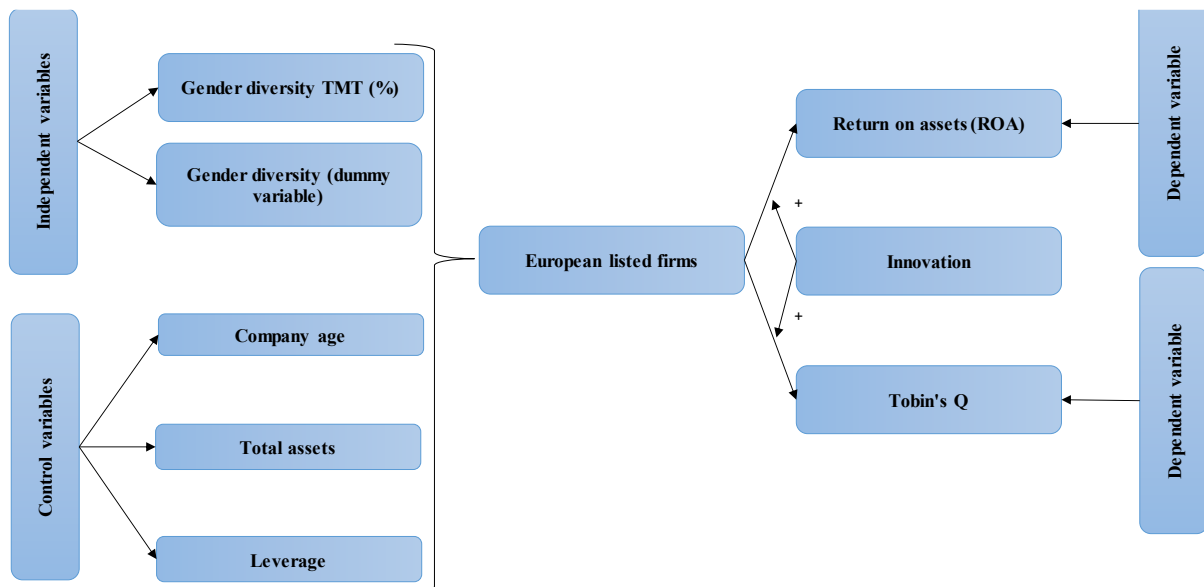 Independent variables
Gender diversity TMT (%)
Gender diversity (dummy
variable)
Control variables
Company age
Total assets
Leverage
European listed firms
Return on assets (ROA)
+
Innovation
+
Tobin's Q
Dependent variable
Dependent variable